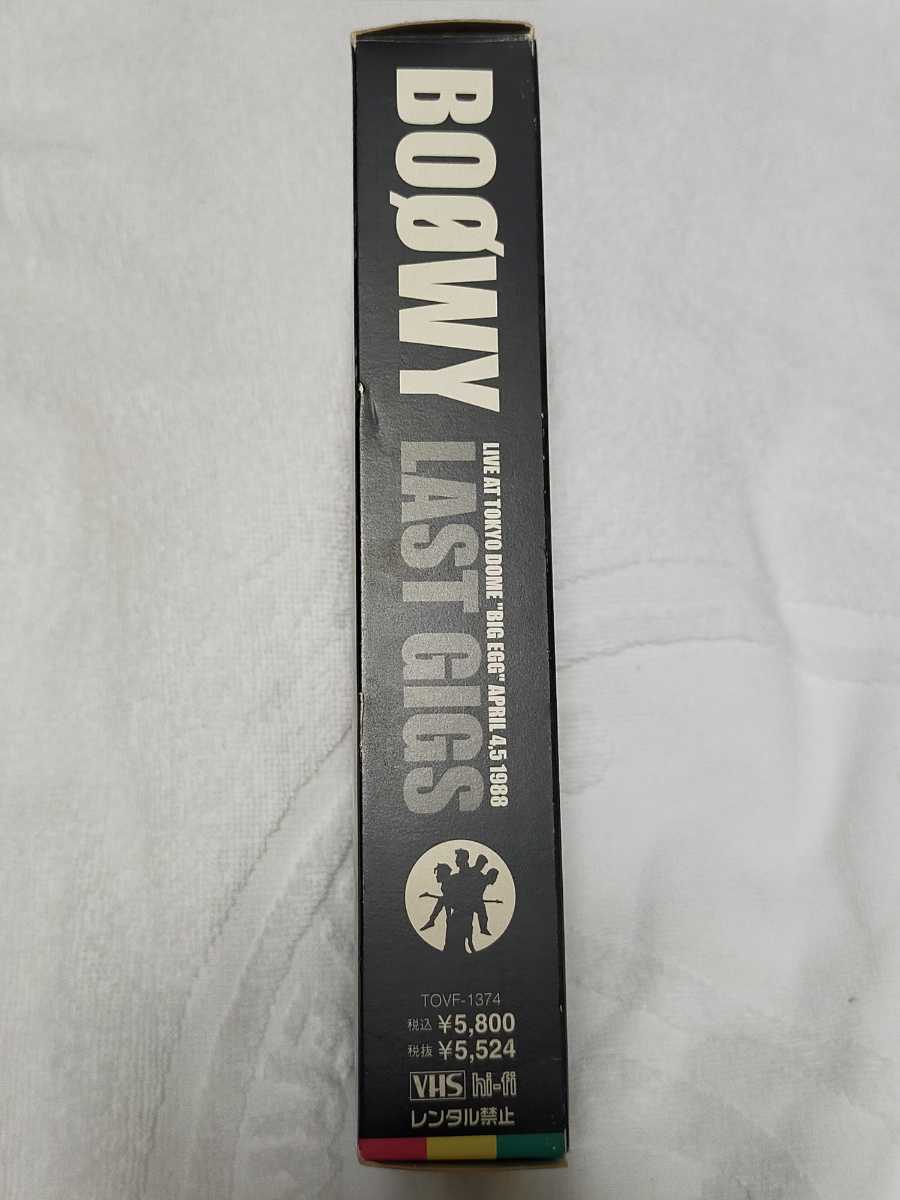 BOØWY
LIVE AT TOKYO DOME "BIG EGG" APRIL 4,5 1988
LAST GIGS
TOVF-1374
税込 ¥5,800
税抜 ¥5,524
VHS hi-fi
レンタル禁止